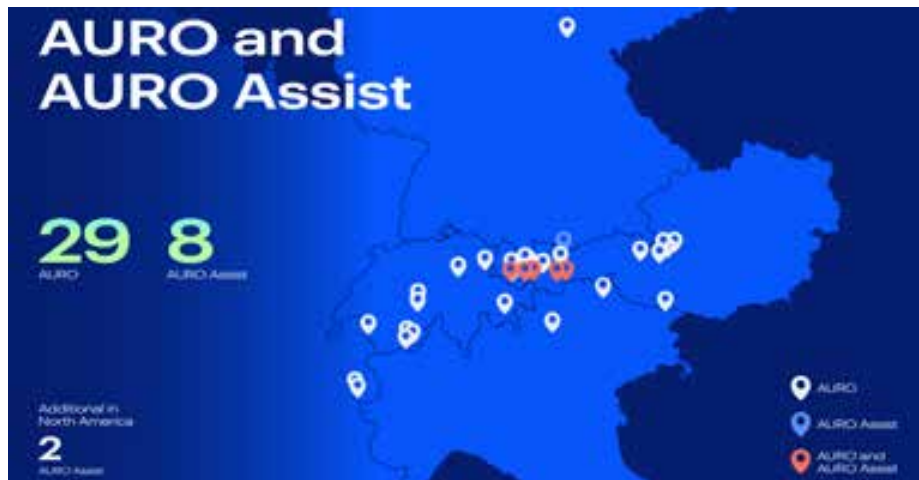 AURO and
AURO Assist
29
AURO
8
AURO Assist
Additional in
North America
2
AURO Assist
AURO
AURO Assist
AURO and
AURO Assist